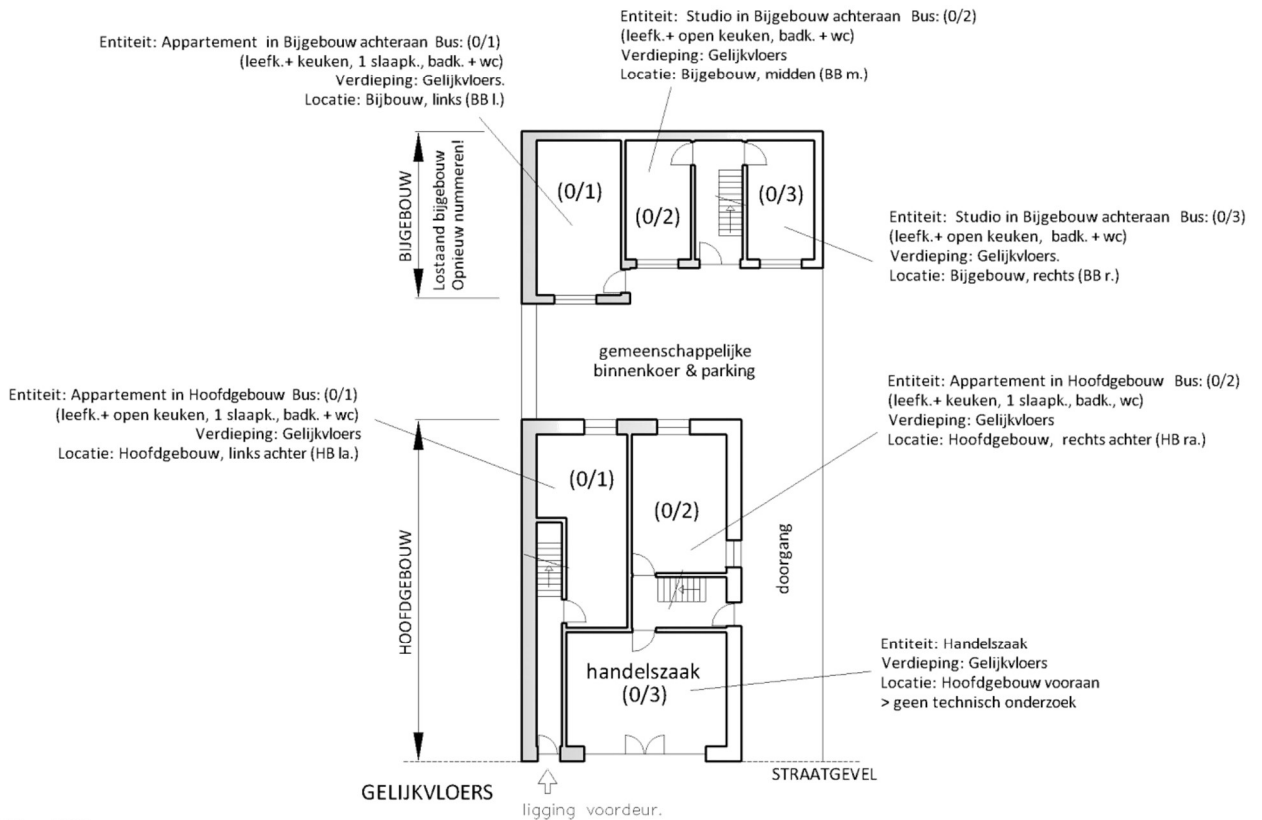 Entiteit: Appartement in Bijgebouw achteraan Bus: (0/1)
(leefk.+ keuken, 1 slaapk., badk. + wc)
Verdieping: Gelijkvloers.
Locatie: Bijbouw, links (BB l.)
Entiteit: Studio in Bijgebouw achteraan Bus: (0/2)
(leefk.+ open keuken, badk. + wc)
Verdieping: Gelijkvloers
Locatie: Bijgebouw, midden (BB m.)
BIJGEBOUW
Lostaand bijgebouw
Opnieuw nummeren!
(0/1)
(0/2)
(0/3)
Entiteit: Studio in Bijgebouw achteraan Bus: (0/3)
(leefk.+ open keuken, badk. + wc)
Verdieping: Gelijkvloers.
Locatie: Bijgebouw, rechts (BB r.)
gemeenschappelijke
binnenkoer & parking
Entiteit: Appartement in Hoofdgebouw Bus: (0/1)
(leefk.+ open keuken, 1 slaapk., badk. + wc)
Verdieping: Gelijkvloers
Locatie: Hoofdgebouw, links achter (HB la.)
Entiteit: Appartement in Hoofdgebouw Bus: (0/2)
(leefk.+ keuken, 1 slaapk., badk., wc)
Verdieping: Gelijkvloers
Locatie: Hoofdgebouw, rechts achter (HB ra.)
HOOFDGEBOUW
(0/1)
(0/2)
doorgang
handelszaak
(0/3)
Entiteit: Handelszaak
Verdieping: Gelijkvloers
Locatie: Hoofdgebouw vooraan
> geen technisch onderzoek
STRAATGEVEL
GELIJKVLOERS
ligging voordeur.